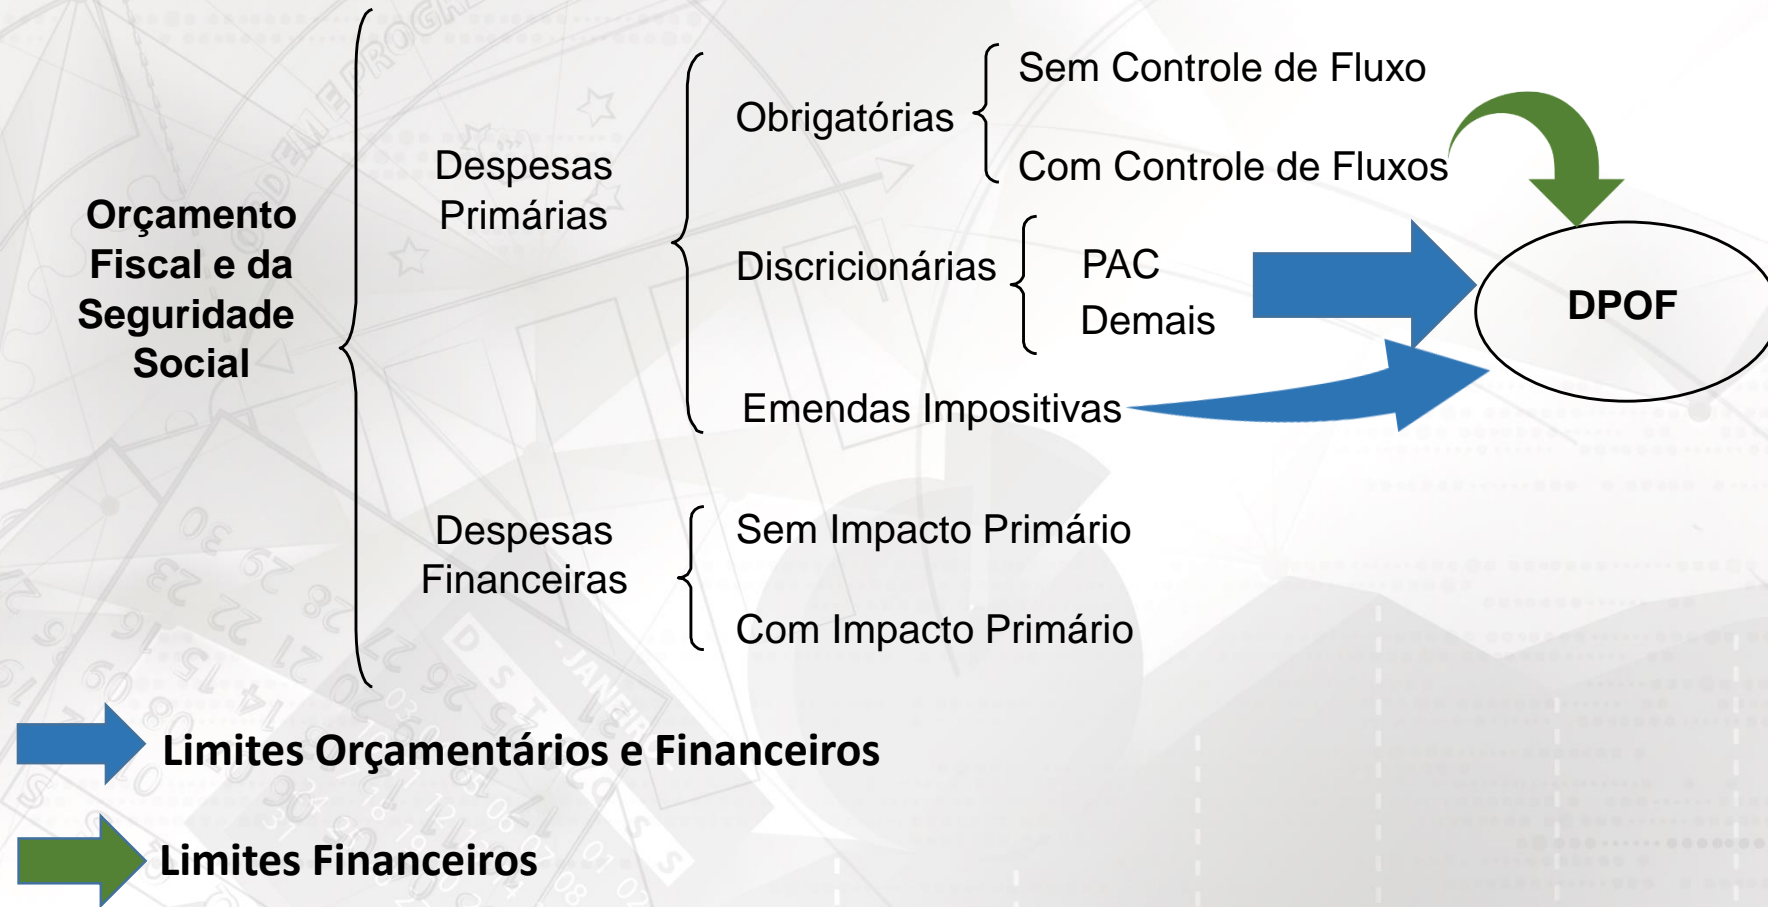 Orçamento
Fiscal e da
Seguridade
Social
Despesas
Primárias
Obrigatórias
Sem Controle de Fluxo
Com Controle de Fluxos
Discricionárias
PAC
Demais
Emendas Impositivas
DPOF
Despesas
Financeiras
Sem Impacto Primário
Com Impacto Primário
Limites Orçamentários e Financeiros
Limites Financeiros